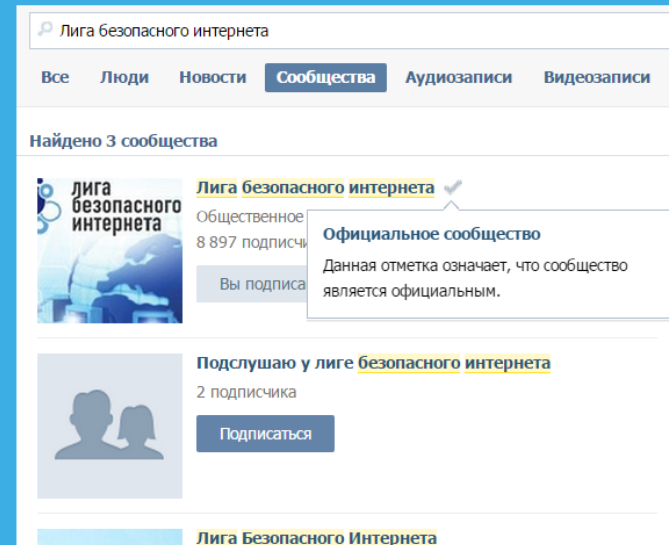 Лига безопасного интернета
Все Люди Новости Сообщества Аудиозаписи Видеозаписи
Найдено 3 сообщества
лига
безопасного
интернета
Лига безопасного интернета
Общественное
8 897
Официальное сообщество
Данная отметка означает, что сообщество
является официальным.
Вы
Подслушаю у лиге безопасного интернета
2 подписчика
Подписаться
Лига Безопасного Интернета